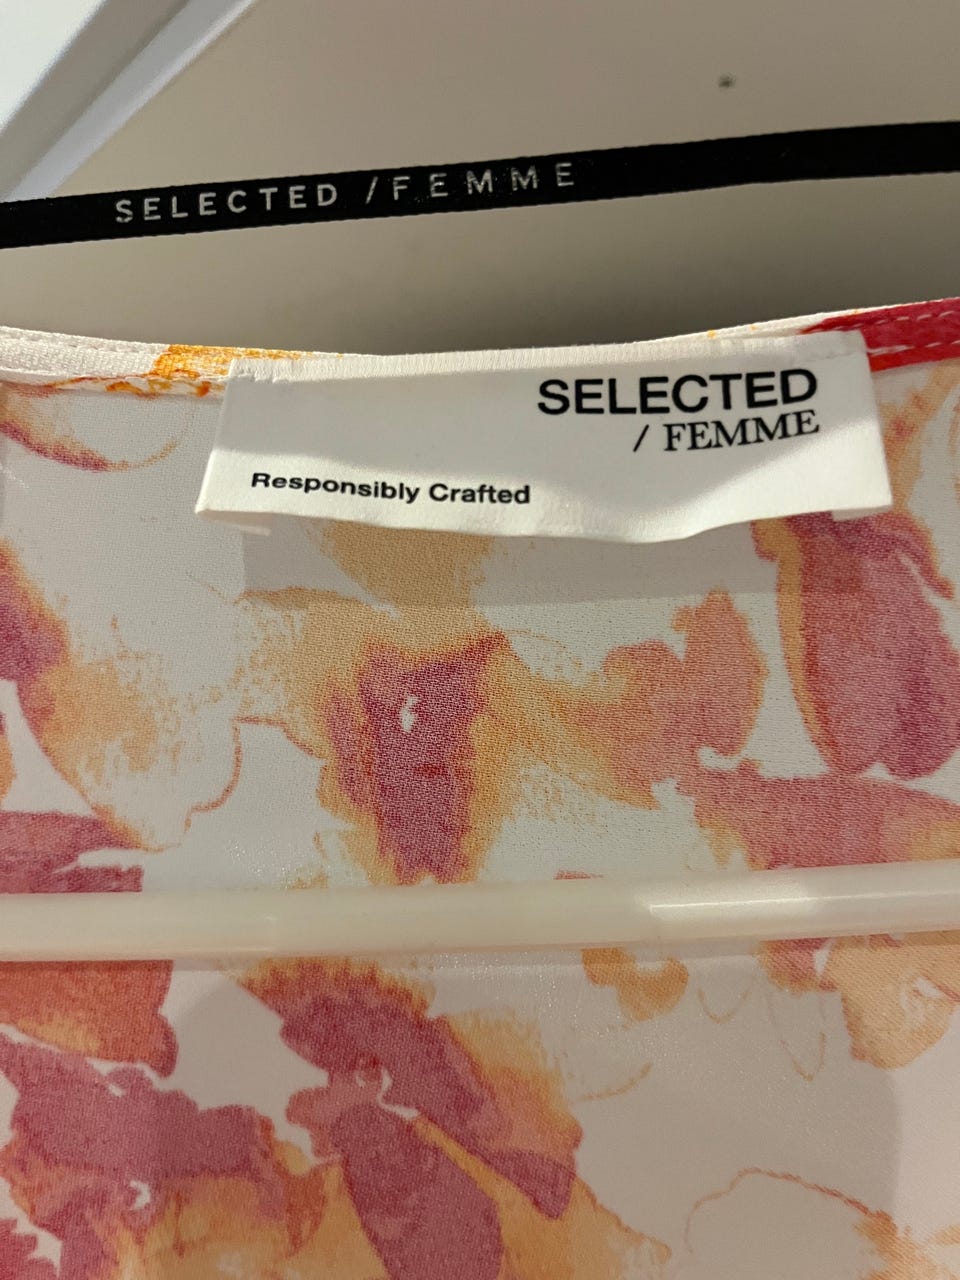 SELECTED /FEMME
SELECTED
/ FEMME
Responsibly Crafted